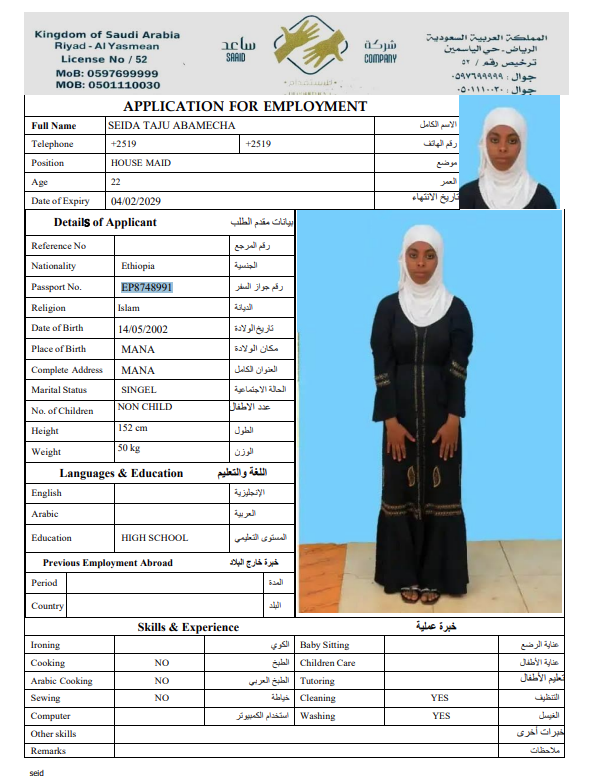 Kingdom of Saudi Arabia
Riyad - Al Yasmean
License No / 52
MoB: 0597699999
MOB: 0501110030
ساعد
SAAID
شركة
COMPANY
المملكة العربية السعودية
الرياض. حي الياسمين
ترخيص رقم / ٥٢
جوال : ٠٥٩٧٦٩٩٩٩٩
جوال : ٠٥٠١١١٠٠٣٠
APPLICATION FOR EMPLOYMENT
Full Name SEIDA TAJU ABAMECHA الاسم الكامل
Telephone +2519 +2519 رقم الهاتف
Position HOUSE MAID موضع
Age 22 العمر
Date of Expiry 04/02/2029 تاريخ الانتهاء
Details of Applicant بيانات مقدم الطلب
Reference No رقم المرجع
Nationality Ethiopia الجنسية
Passport No. EP8748991 رقم جواز السفر
Religion Islam الديانة
Date of Birth 14/05/2002 تاريخ الولادة
Place of Birth MANA مكان الولادة
Complete Address MANA العنوان الكامل
Marital Status SINGEL الحالة الاجتماعية
No. of Children NON CHILD عدد الاطفال
Height 152 cm الطول
Weight 50 kg الوزن
Languages & Education اللغة والتعليم
English الإنجليزية
Arabic العربية
Education HIGH SCHOOL المستوى التعليمي
Previous Employment Abroad خبرة خارج البلاد
Period المدة
Country البلد
Skills & Experience خبرة عملية
Ironing الكوي Baby Sitting عناية الرضع
Cooking NO الطبخ Children Care عناية الأطفال
Arabic Cooking NO الطبخ العربي Tutoring تعليم الأطفال
Sewing NO خياطة Cleaning YES التنظيف
Computer استخدام الكمبيوتر Washing YES الغسيل
Other skills خبرات أخرى
Remarks ملاحظات
seid